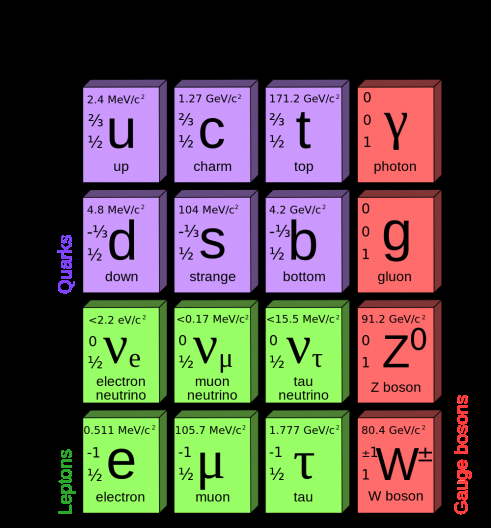 2.4 MeV/c²
⅔
½
u
up
1.27 GeV/c²
⅔
½
c
charm
171.2 GeV/c²
⅔
½
t
top
0
0
1
γ
photon
4.8 MeV/c²
-⅓
½
d
down
104 MeV/c²
-⅓
½
s
strange
4.2 GeV/c²
-⅓
½
b
bottom
0
0
1
g
gluon
Quarks
<2.2 eV/c²
0
½
νe
electron
neutrino
<0.17 MeV/c²
0
½
νμ
muon
neutrino
<15.5 MeV/c²
0
½
ντ
tau
neutrino
91.2 GeV/c²
0
1
Z⁰
Z boson
0.511 MeV/c²
-1
½
e
electron
105.7 MeV/c²
-1
½
μ
muon
1.777 GeV/c²
-1
½
τ
tau
80.4 GeV/c²
±1
1
W±
W boson
Leptons
Gauge bosons